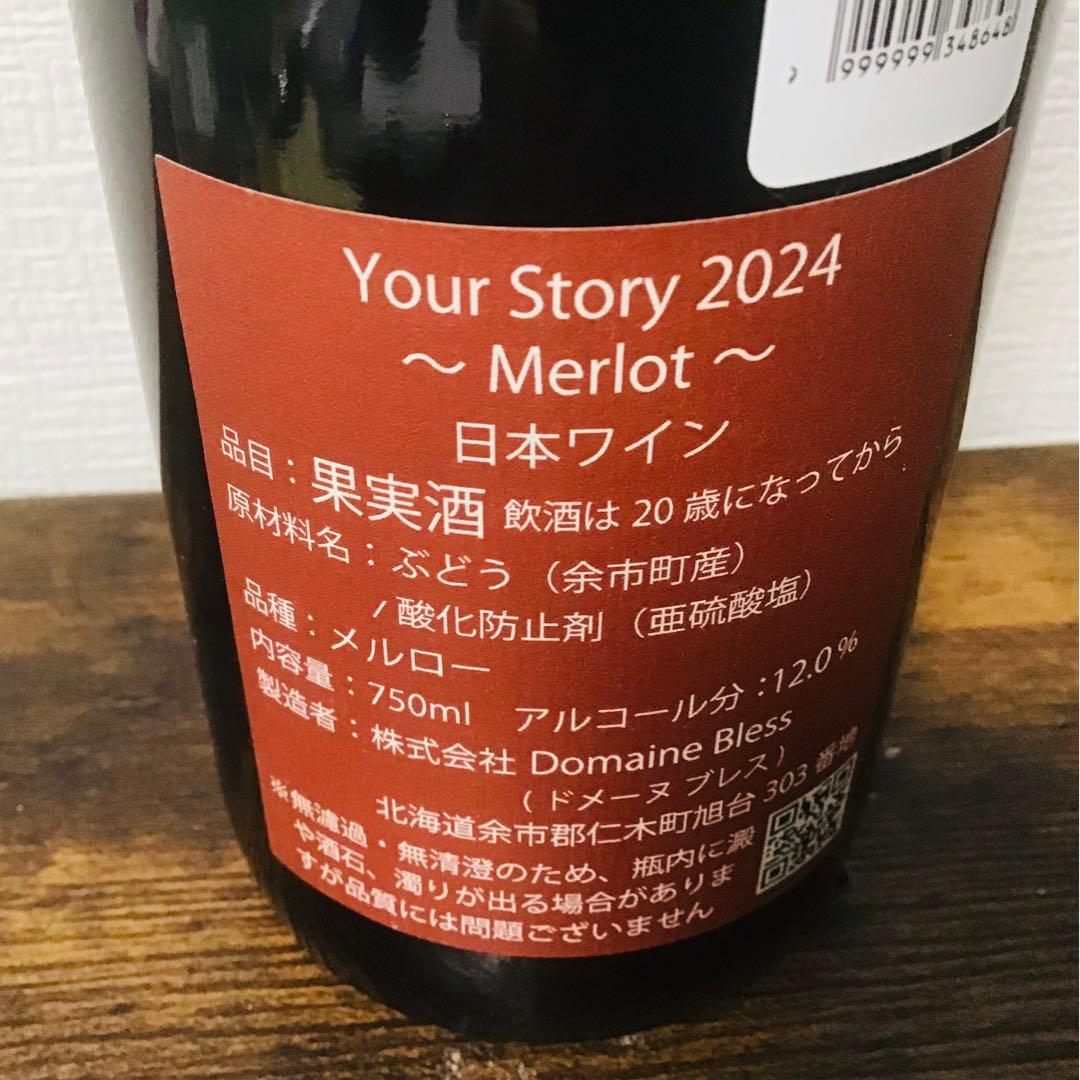 999999 348648
Your Story 2024
～ Merlot ～
日本ワイン
品目：果実酒 飲酒は 20 歳になってから
原材料名：ぶどう（余市町産）
/ 酸化防止剤（亜硫酸塩）
品種：メルロー
内容量：750ml アルコール分：12.0％
製造者：株式会社 Domaine Bless
（ドメーヌ ブレス）
北海道余市郡仁木町旭台 303 番地
※無濾過・無清澄のため、瓶内に澱
や酒石、濁りが出る場合がありま
すが品質には問題ございません